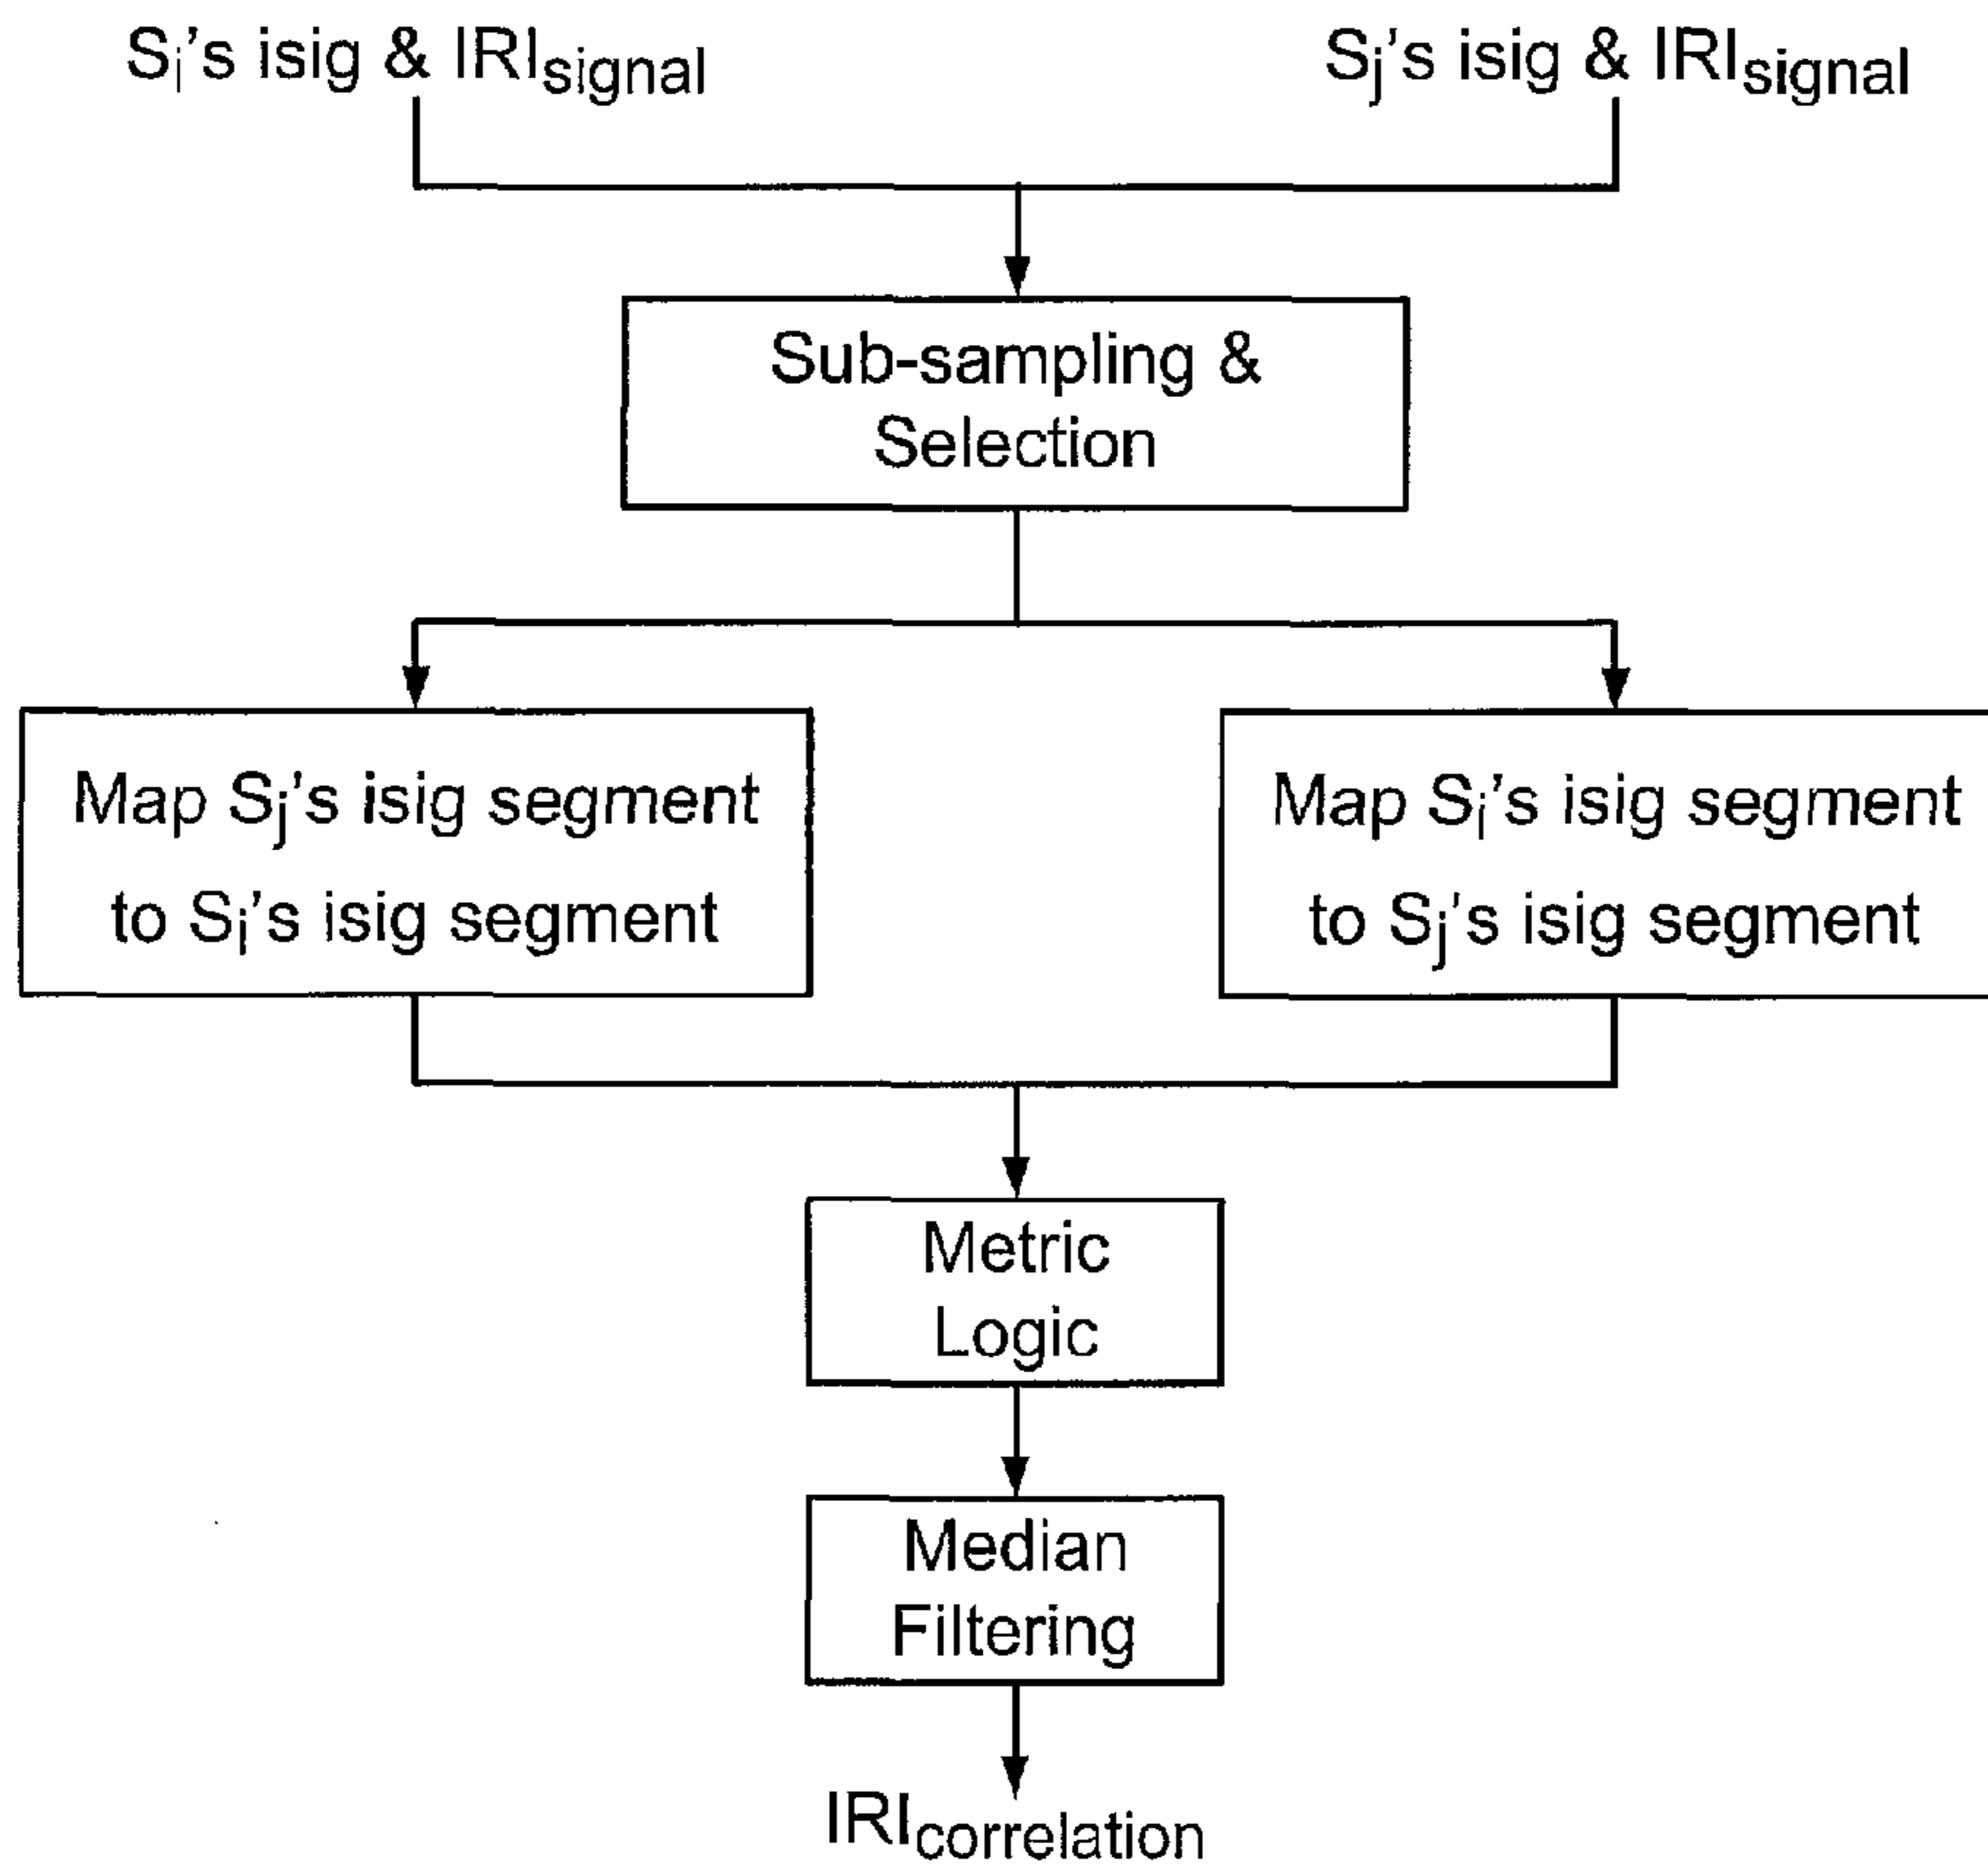 Si's isig & IRIsignal
Sj's isig & IRIsignal
Sub-sampling &
Selection
Map Sj's isig segment
to Si's isig segment
Map Si's isig segment
to Sj's isig segment
Metric
Logic
Median
Filtering
IRIcorrelation